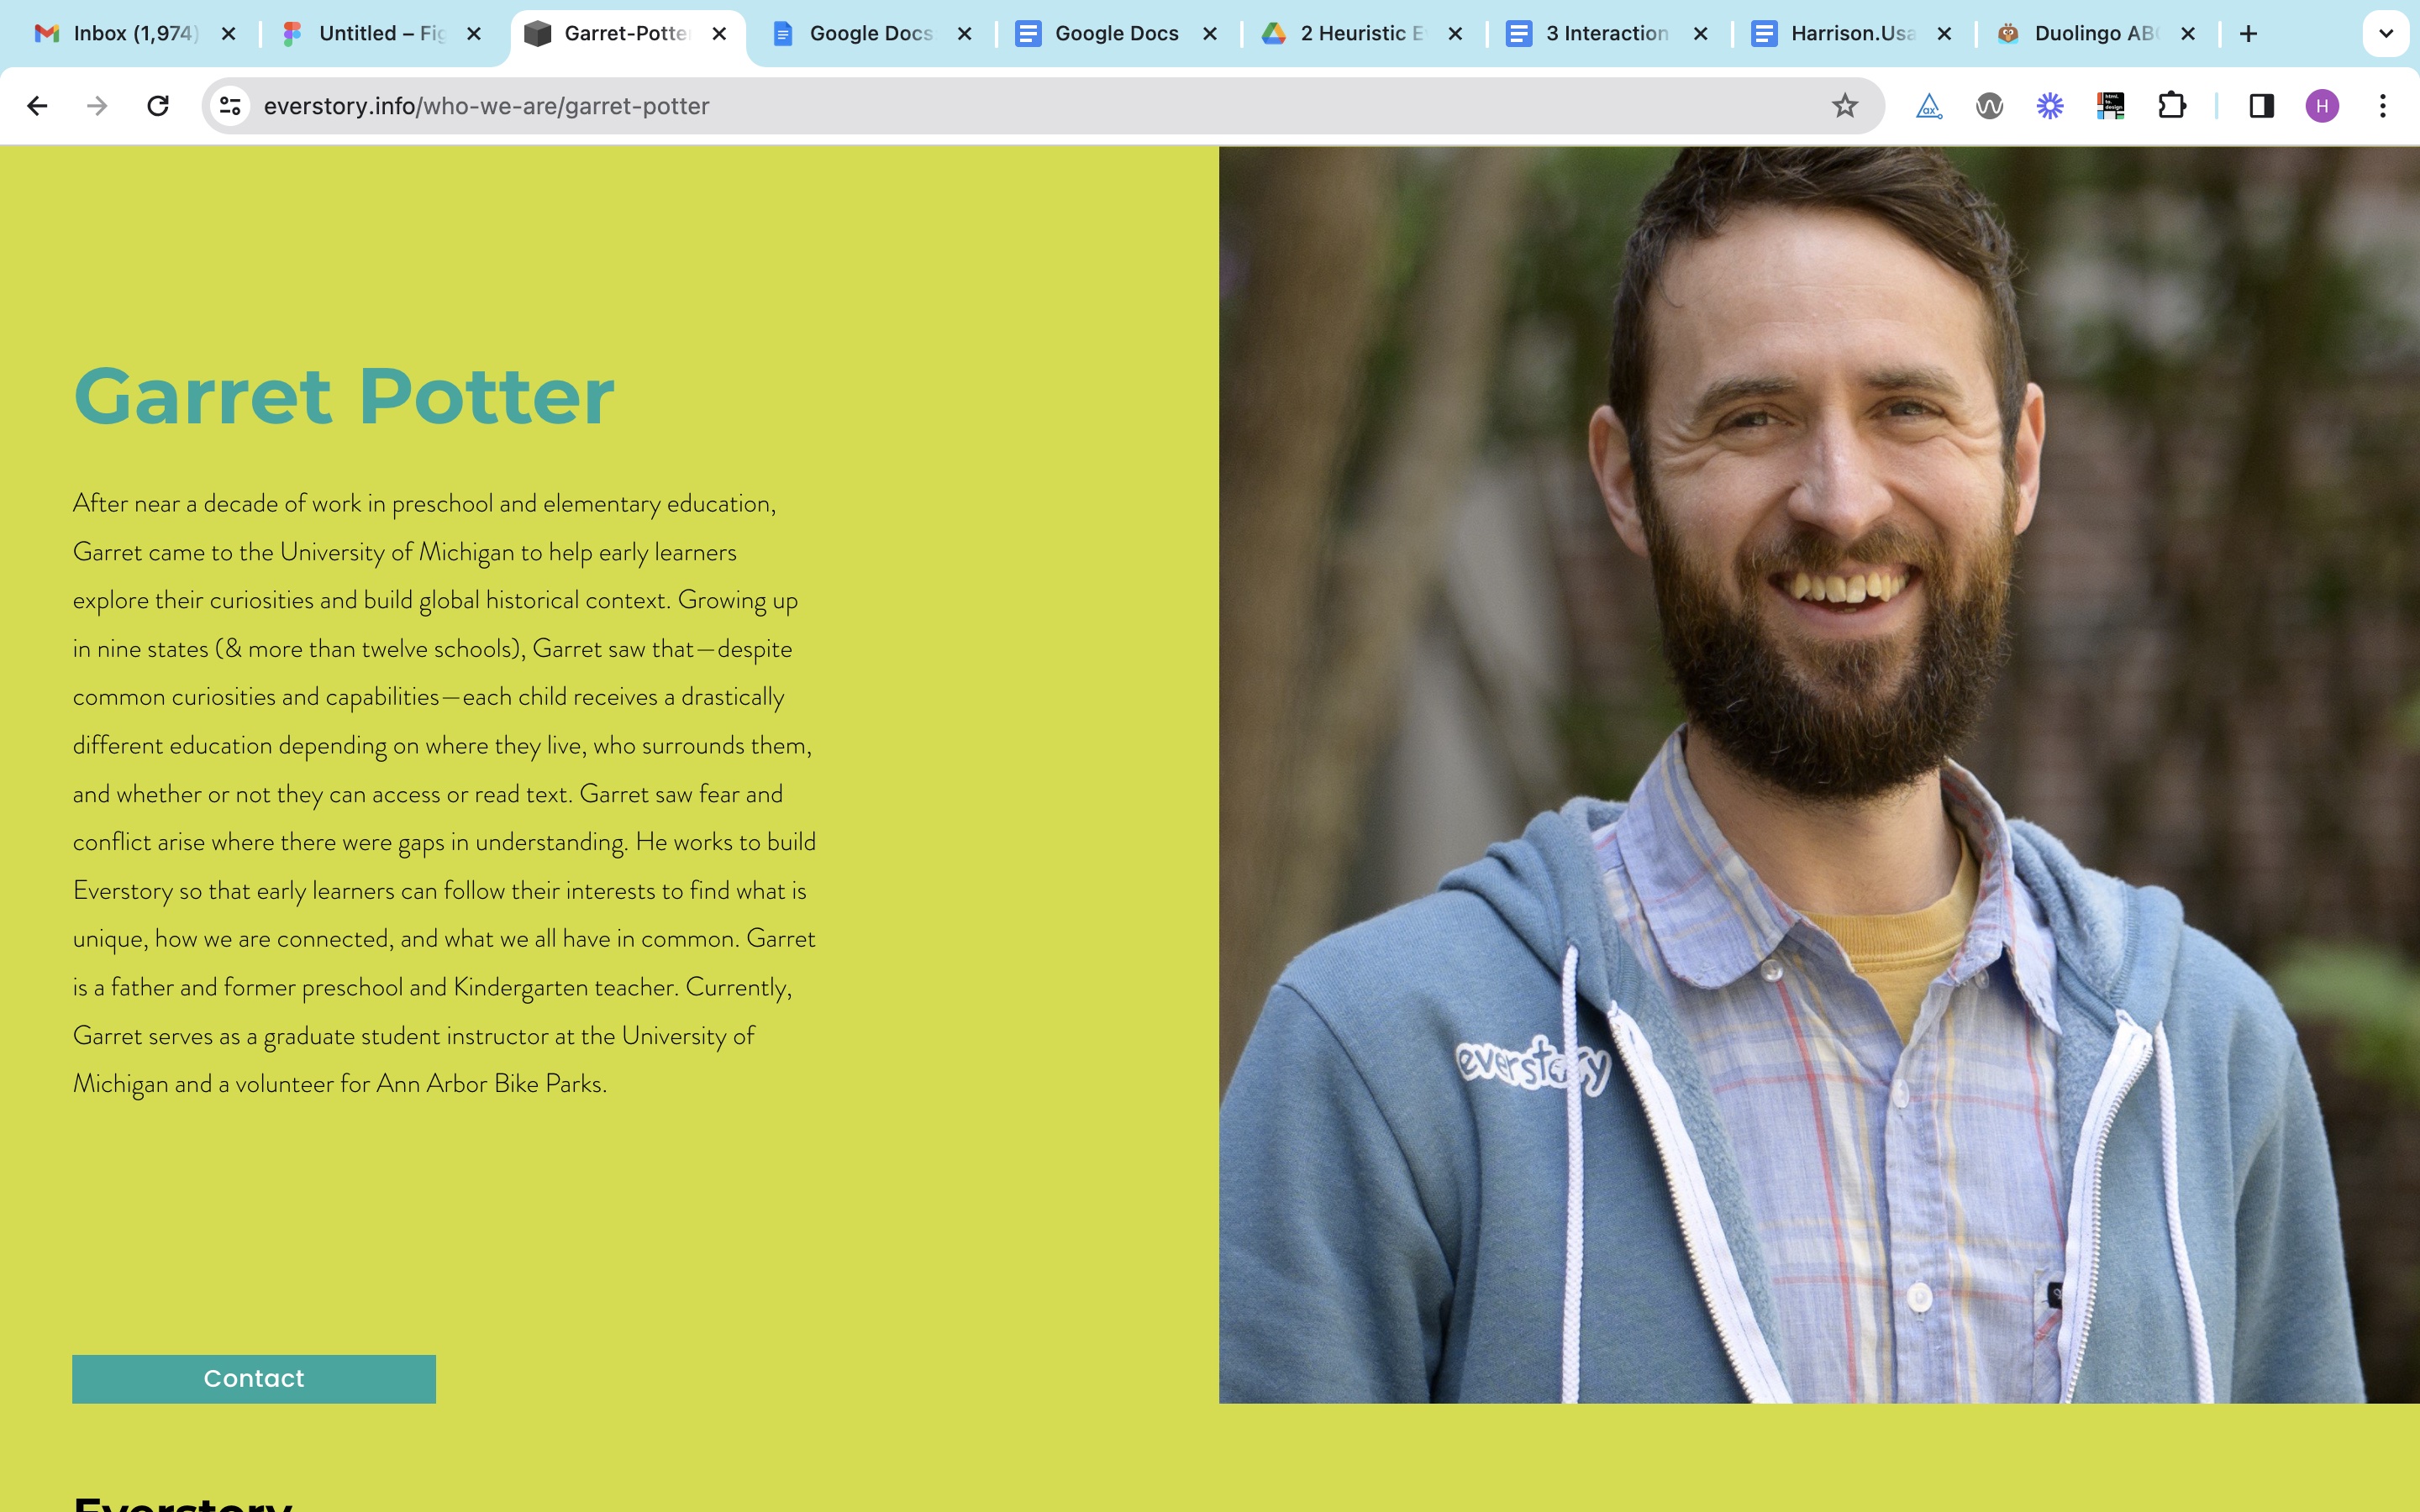 Inbox (1,974)
Untitled – Fig
Garret-Potter
Google Docs
Google Docs
2 Heuristic E
3 Interaction
Harrison.Usa
Duolingo ABC
everstory.info/who-we-are/garret-potter
H
Garret Potter
After near a decade of work in preschool and elementary education,
Garret came to the University of Michigan to help early learners
explore their curiosities and build global historical context. Growing up
in nine states (& more than twelve schools), Garret saw that—despite
common curiosities and capabilities—each child receives a drastically
different education depending on where they live, who surrounds them,
and whether or not they can access or read text. Garret saw fear and
conflict arise where there were gaps in understanding. He works to build
Everstory so that early learners can follow their interests to find what is
unique, how we are connected, and what we all have in common. Garret
is a father and former preschool and Kindergarten teacher. Currently,
Garret serves as a graduate student instructor at the University of
Michigan and a volunteer for Ann Arbor Bike Parks.
everstory
Contact
Everstory